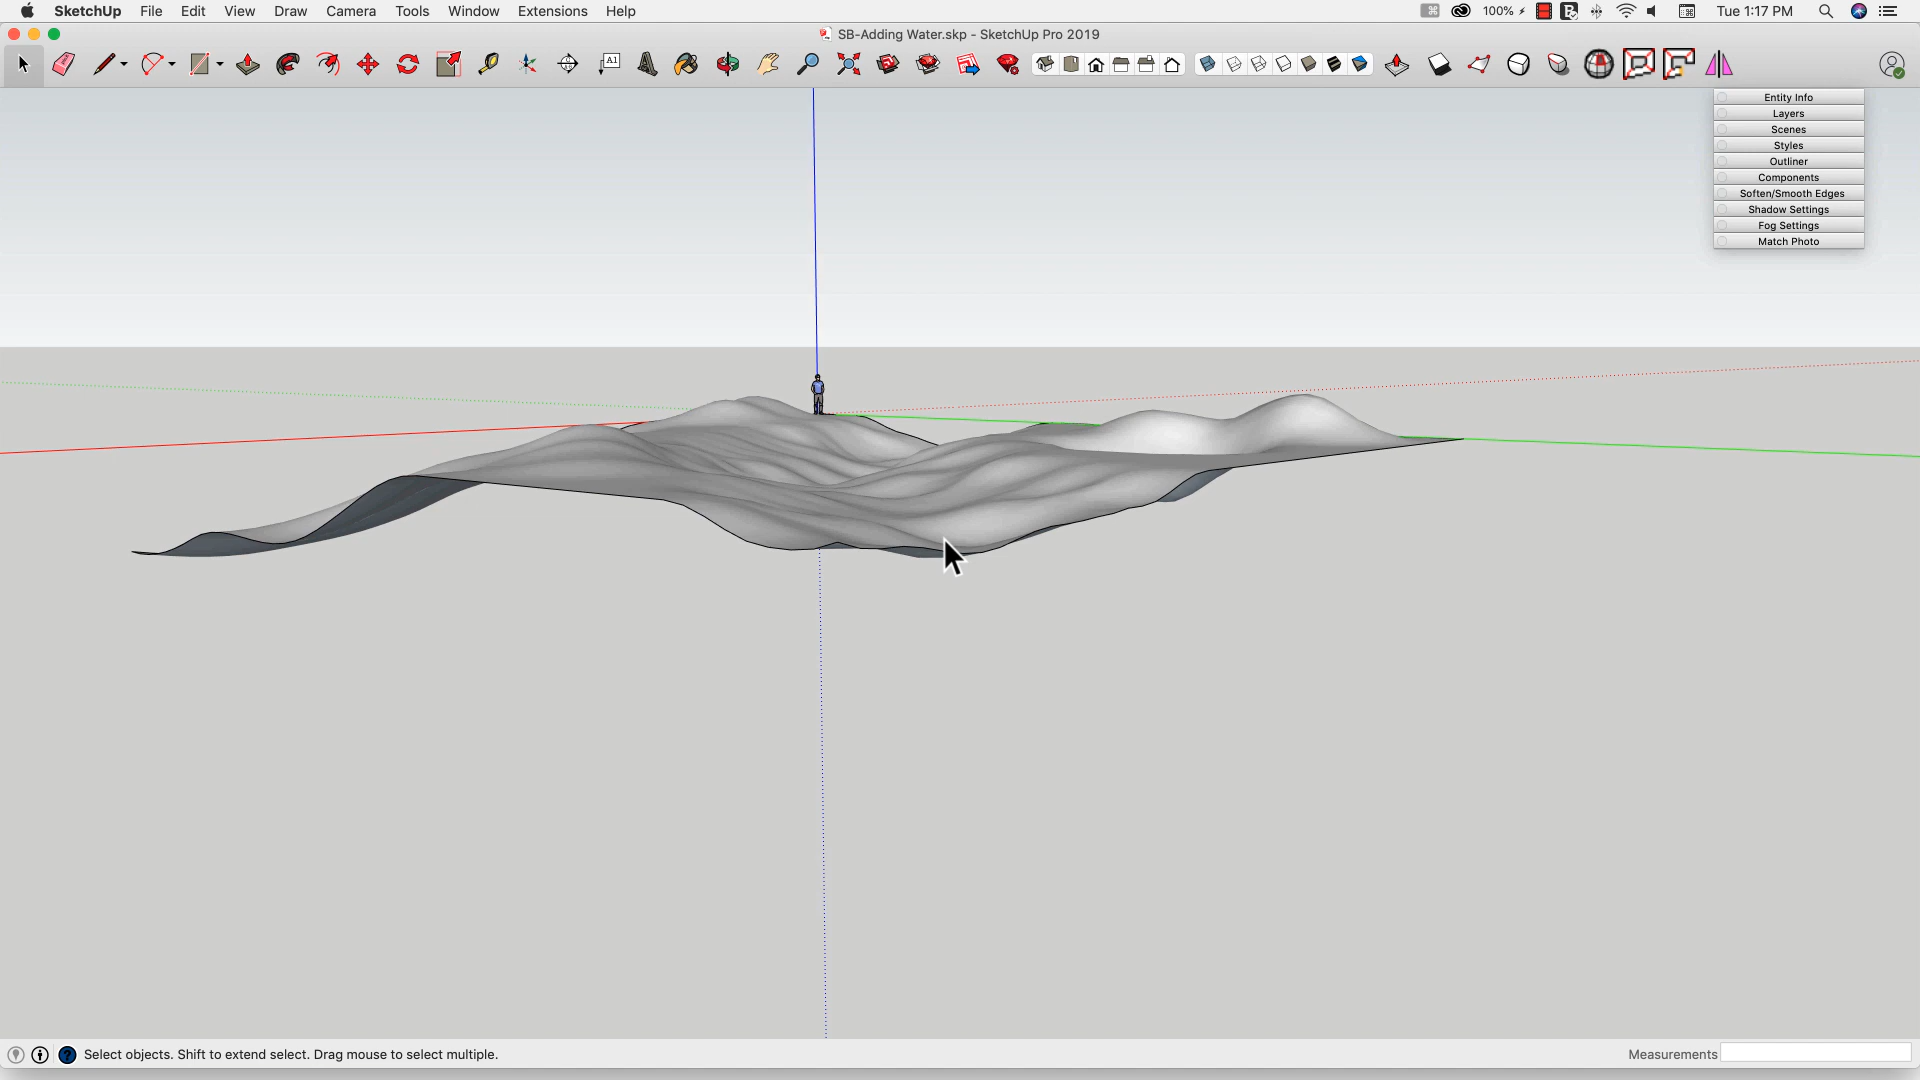 SketchUp File Edit View Draw Camera Tools Window Extensions Help 100% Tue 1:17 PM
SB-Adding Water.skp - SketchUp Pro 2019
A1
Entity Info
Layers
Scenes
Styles
Outliner
Components
Soften/Smooth Edges
Shadow Settings
Fog Settings
Match Photo
Select objects. Shift to extend select. Drag mouse to select multiple. Measurements